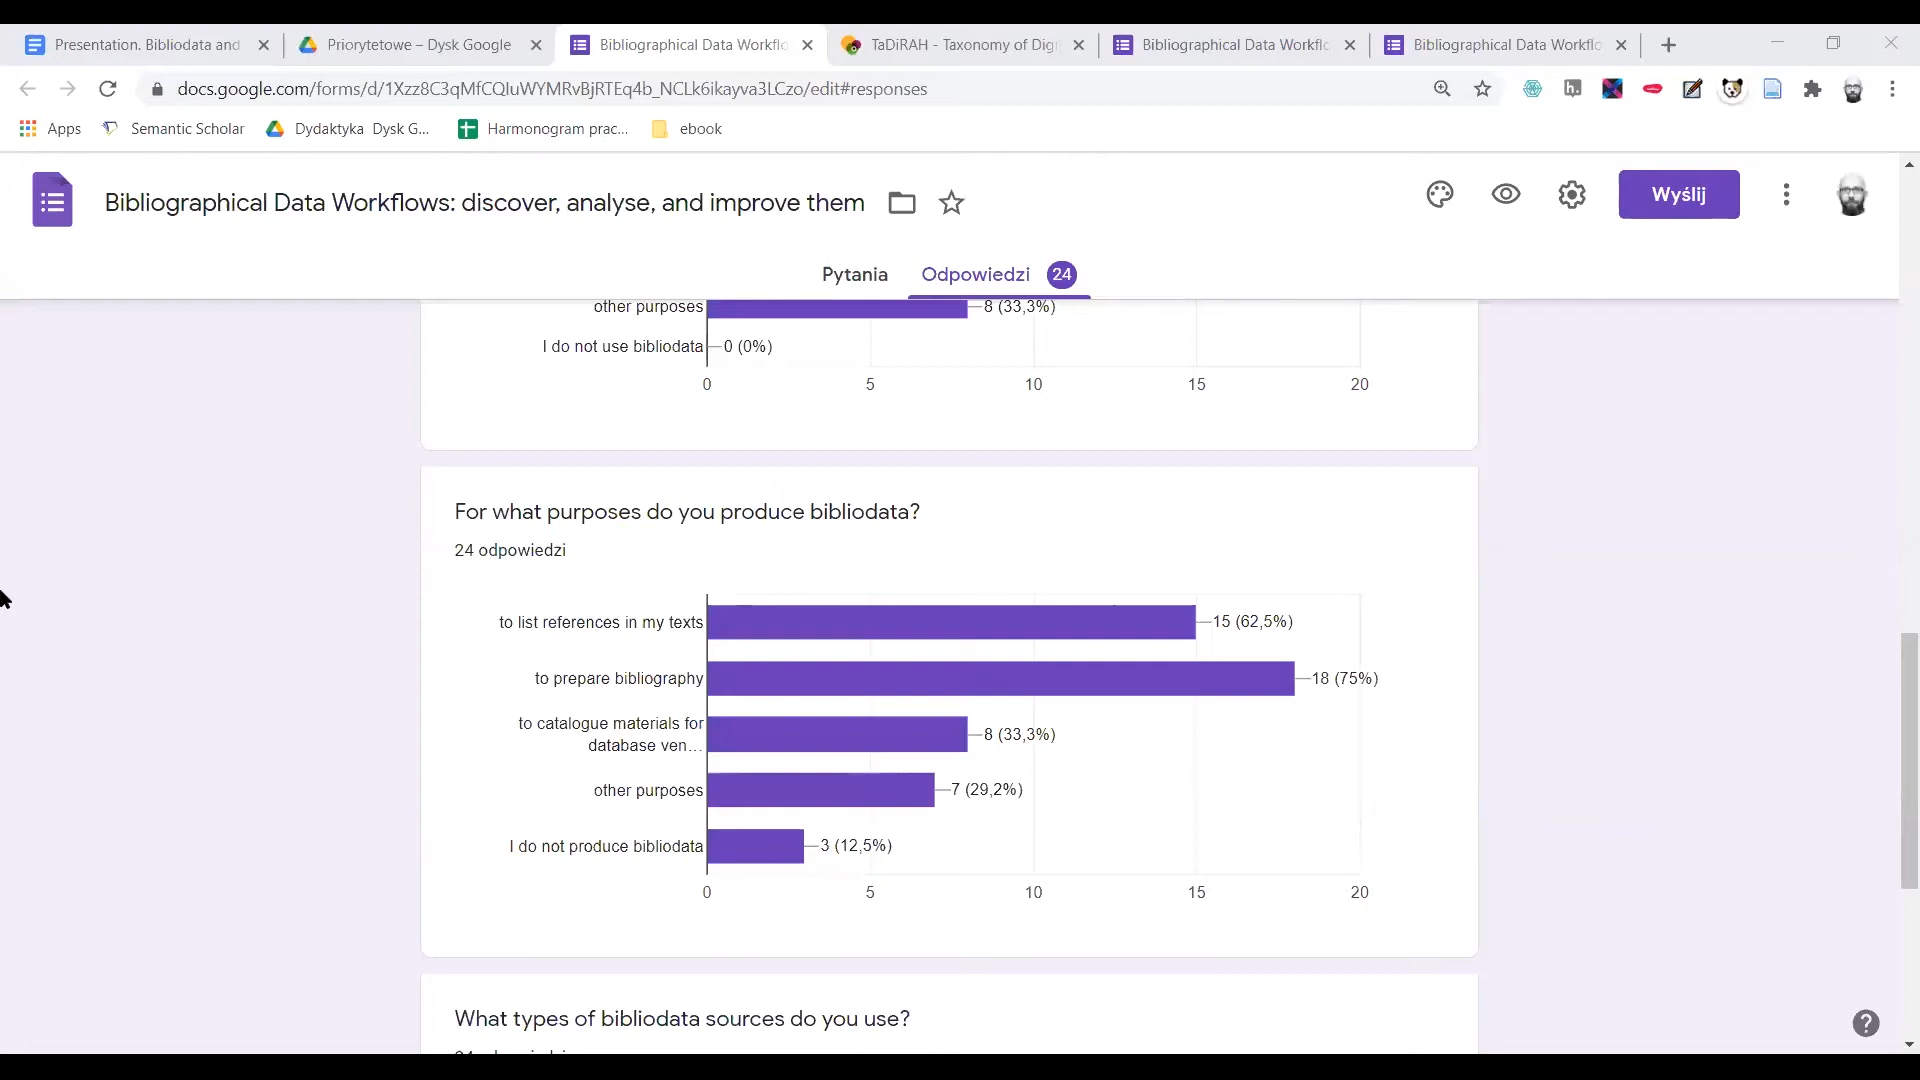 Presentation. Bibliodata and
Priorytetowe – Dysk Google
Bibliographical Data Workflo
TaDiRAH - Taxonomy of Digi
Bibliographical Data Workflo
Bibliographical Data Workflo
docs.google.com/forms/d/1Xzz8C3qMfCQIuWYMRvBjRTEq4b_NCLk6ikayva3LCzo/edit#responses
Apps
Semantic Scholar
Dydaktyka Dysk G...
Harmonogram prac...
ebook
Bibliographical Data Workflows: discover, analyse, and improve them
Wyślij
Pytania
Odpowiedzi 24
other purposes 8 (33,3%)
I do not use bibliodata 0 (0%)
0 5 10 15 20
For what purposes do you produce bibliodata?
24 odpowiedzi
to list references in my texts 15 (62,5%)
to prepare bibliography 18 (75%)
to catalogue materials for
database ven... 8 (33,3%)
other purposes 7 (29,2%)
I do not produce bibliodata 3 (12,5%)
0 5 10 15 20
What types of bibliodata sources do you use?